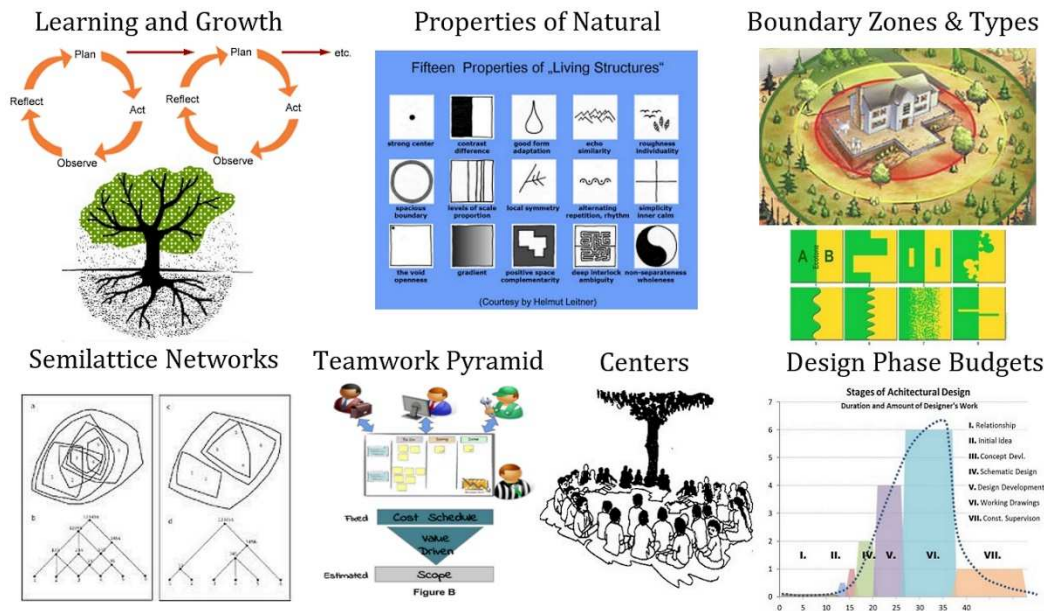 Learning and Growth
Plan
etc.
Plan
Reflect
Act
Observe
Reflect
Act
Observe
Properties of Natural
Fifteen Properties of „Living Structures“
strong center
contrast
difference
good form
adaptation
echo
similarity
roughness
individuality
spacious
boundary
levels of scale
proportion
local symmetry
alternating
repetition, rhythm
simplicity
inner calm
the void
openness
gradient
positive space
complementarity
deep interlock
ambiguity
non-separateness
wholeness
(Courtesy by Helmut Leitner)
Boundary Zones & Types
A
Ecotone
B
5
6
7
8
Semilattice Networks
a
c
b
d
Teamwork Pyramid
Fixed
Cost Schedule
Value
Driven
Estimated
Scope
Figure B
Centers
Design Phase Budgets
Stages of Achitectural Design
Duration and Amount of Designer's Work
I. Relationship
II. Initial Idea
III. Concept Devl.
IV. Schematic Design
V. Design Development
VI. Working Drawings
VII. Const. Supervison
7
6
5
4
3
2
1
0
I.
II.
IV.
V.
VI.
VII.
0 5 10 15 20 25 30 35 40